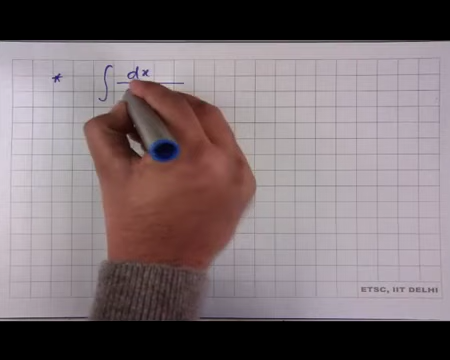 * ∫ dx
ETSC, IIT DELHI